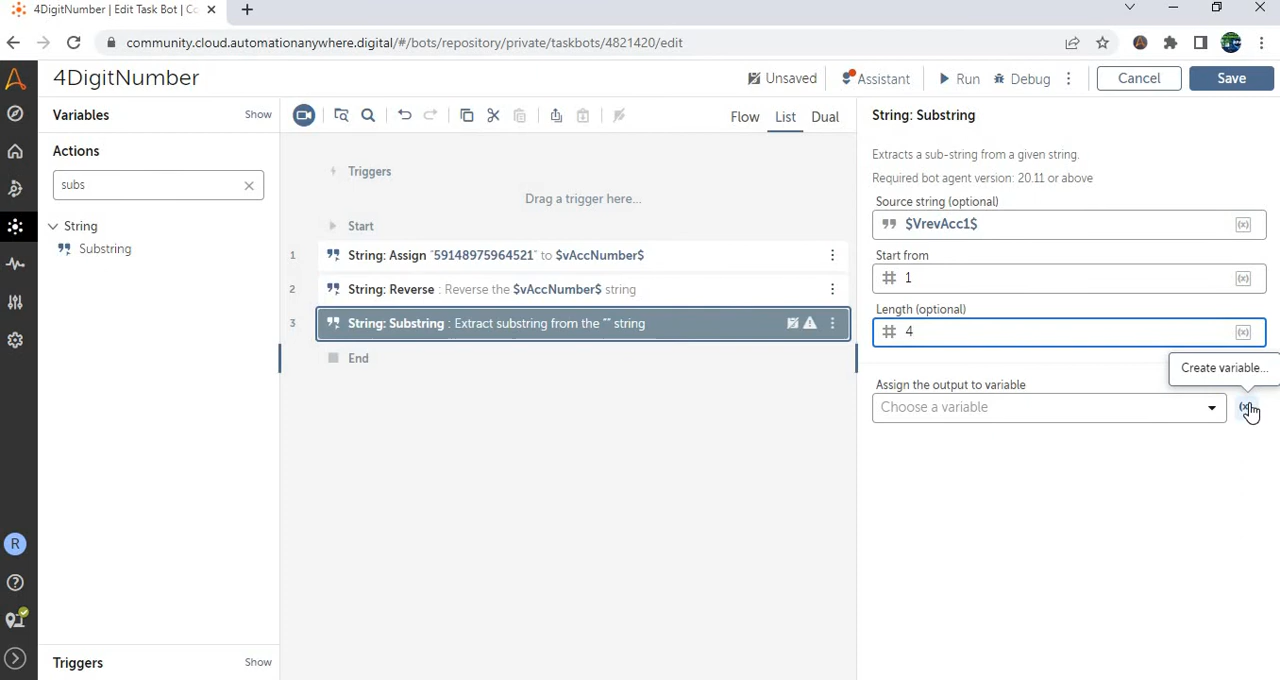 4DigitNumber | Edit Task Bot | Co
community.cloud.automationanywhere.digital/#/bots/repository/private/taskbots/4821420/edit
4DigitNumber
Unsaved
Assistant
Run
Debug
Cancel
Save
Variables
Show
Flow
List
Dual
String: Substring
Actions
subs
String
Substring
Triggers
Drag a trigger here...
Start
1
String: Assign "59148975964521" to $vAccNumber$
2
String: Reverse : Reverse the $vAccNumber$ string
3
String: Substring : Extract substring from the "" string
End
Extracts a sub-string from a given string.
Required bot agent version: 20.11 or above
Source string (optional)
$VrevAcc1$
(x)
Start from
# 1
(x)
Length (optional)
# 4
(x)
Create variable...
Assign the output to variable
Choose a variable
R
Triggers
Show